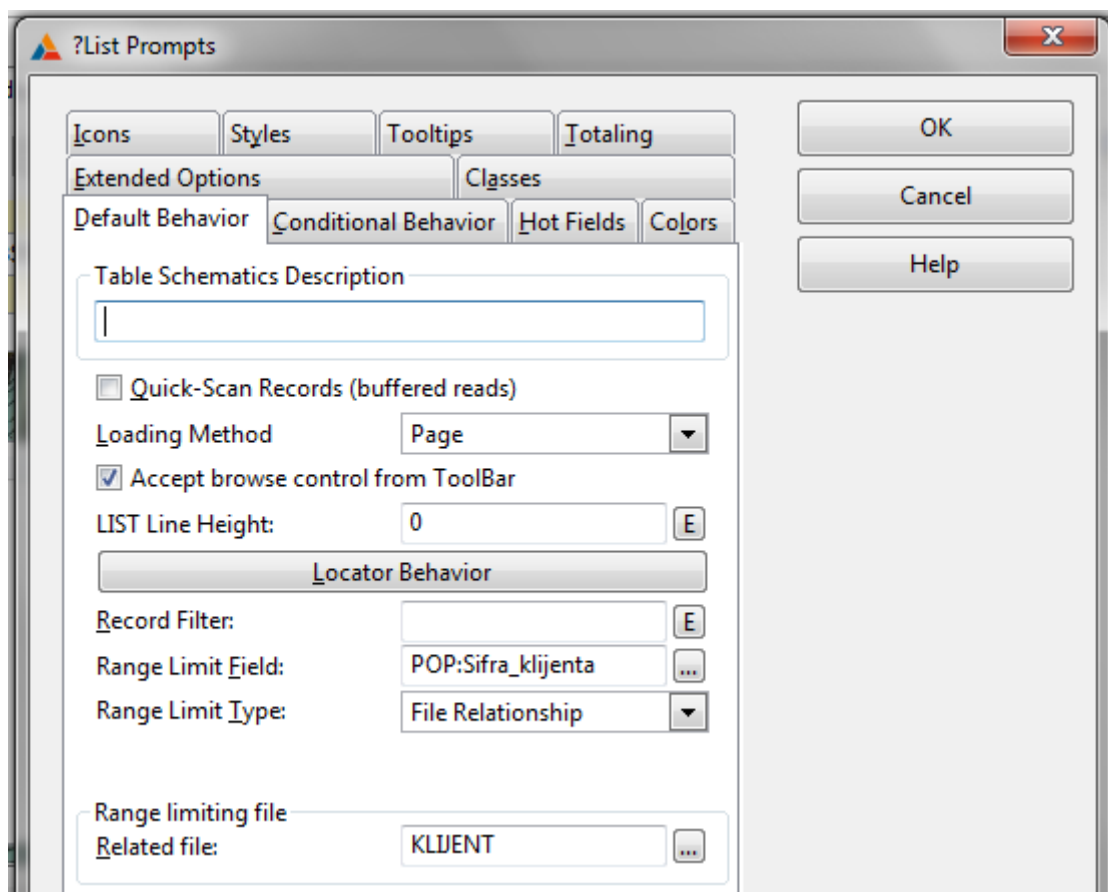 ?List Prompts
X
Icons Styles Tooltips Totaling
Extended Options Classes
Default Behavior Conditional Behavior Hot Fields Colors
OK
Cancel
Help
Table Schematics Description
Quick-Scan Records (buffered reads)
Loading Method Page
Accept browse control from ToolBar
LIST Line Height: 0 E
Locator Behavior
Record Filter: E
Range Limit Field: POP:Sifra_klijenta ...
Range Limit Type: File Relationship
Range limiting file
Related file: KLIJENT ...